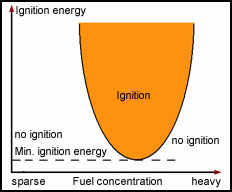 Ignition energy
Ignition
no ignition
no ignition
Min. ignition energy
sparse Fuel concentration heavy